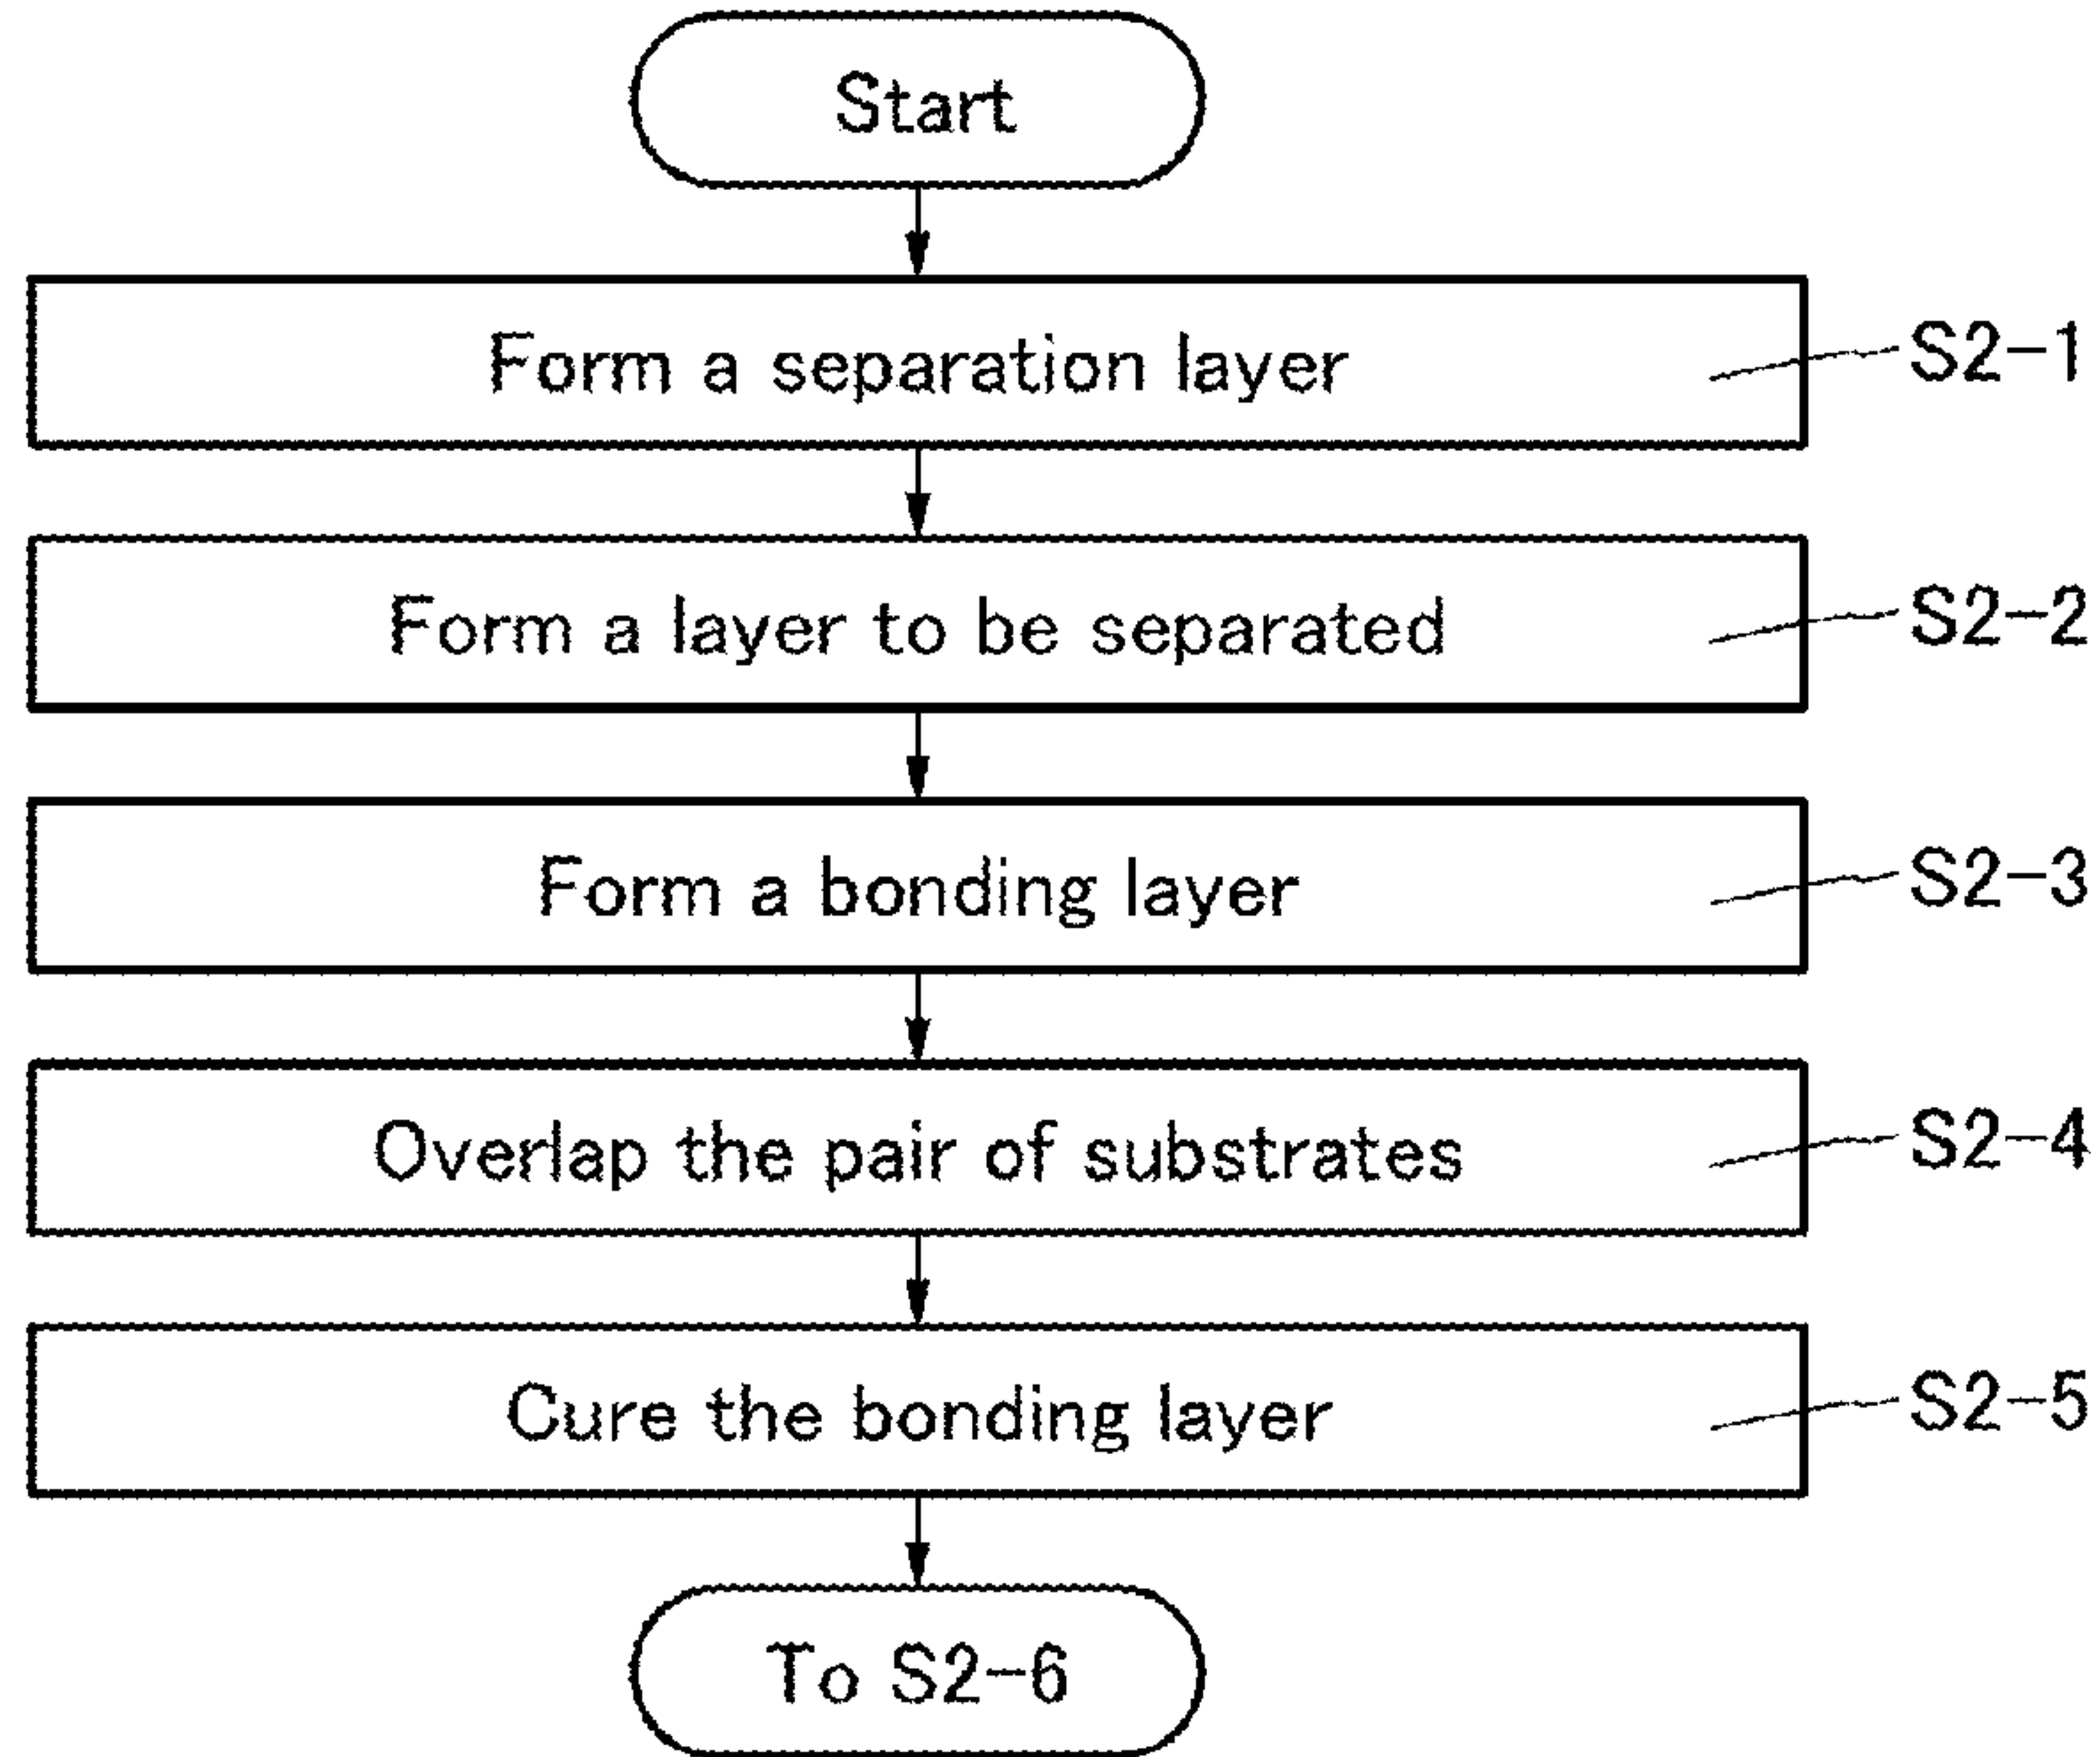 Start
Form a separation layer
S2-1
Form a layer to be separated
S2-2
Form a bonding layer
S2-3
Overlap the pair of substrates
S2-4
Cure the bonding layer
S2-5
To S2-6